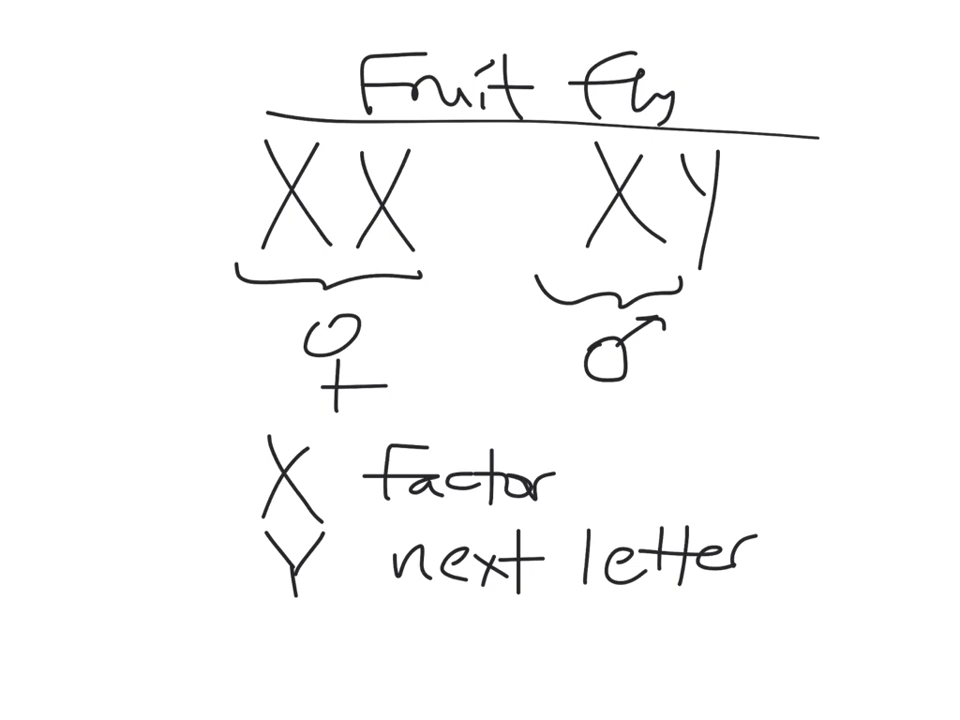 Fruit Fly
XX XY
♀ ♂
X Factor
Y next letter